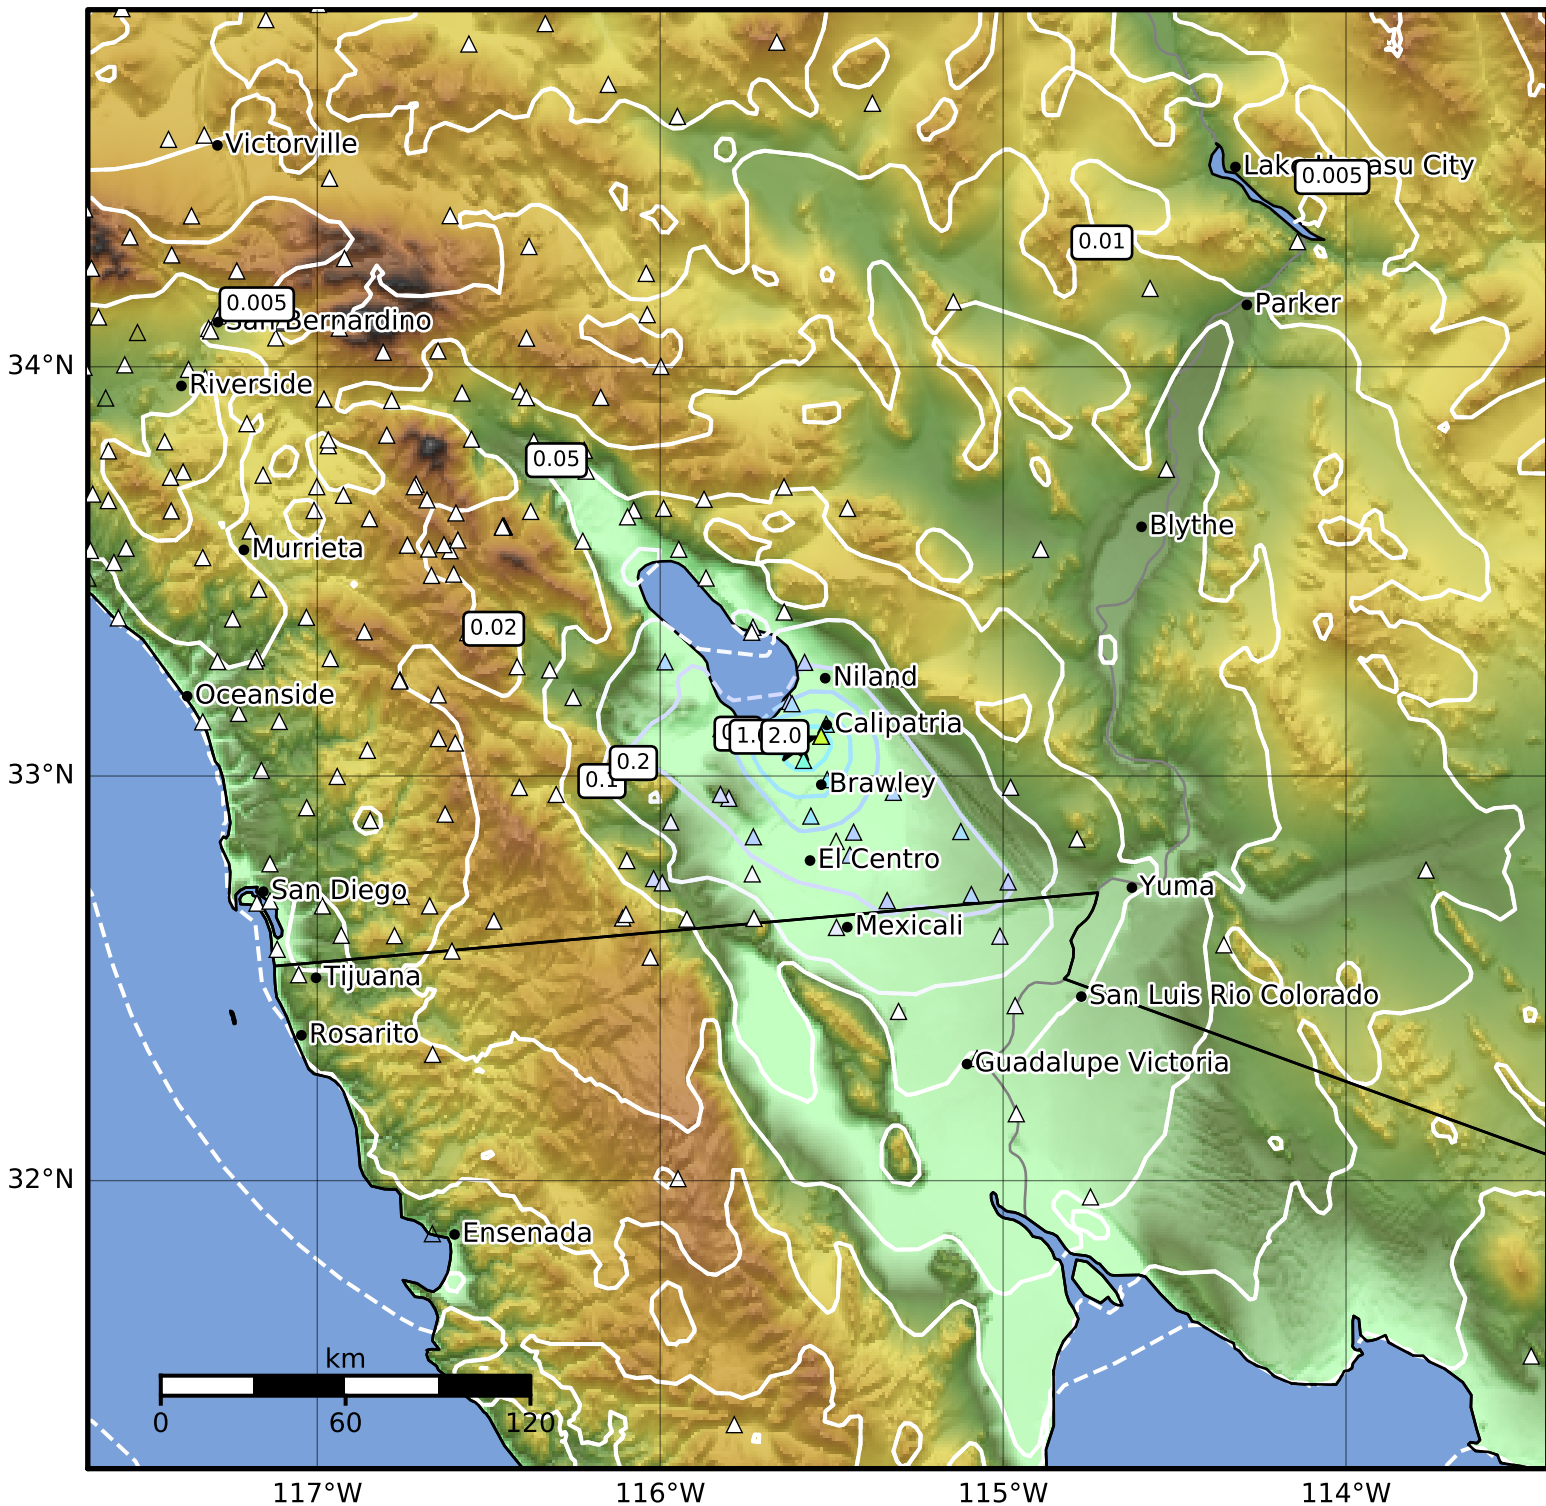 Victorville
Lake Havasu City
0.005
0.01
0.005
San Bernardino
Parker
34°N
Riverside
0.05
Blythe
Murrieta
0.02
Niland
Oceanside
Calipatria
1.
2.0
0.2
33°N
0.1
Brawley
El Centro
San Diego
Yuma
Mexicali
Tijuana
San Luis Rio Colorado
Rosarito
Guadalupe Victoria
32°N
Ensenada
km
0 60 120
117°W 116°W 115°W 114°W